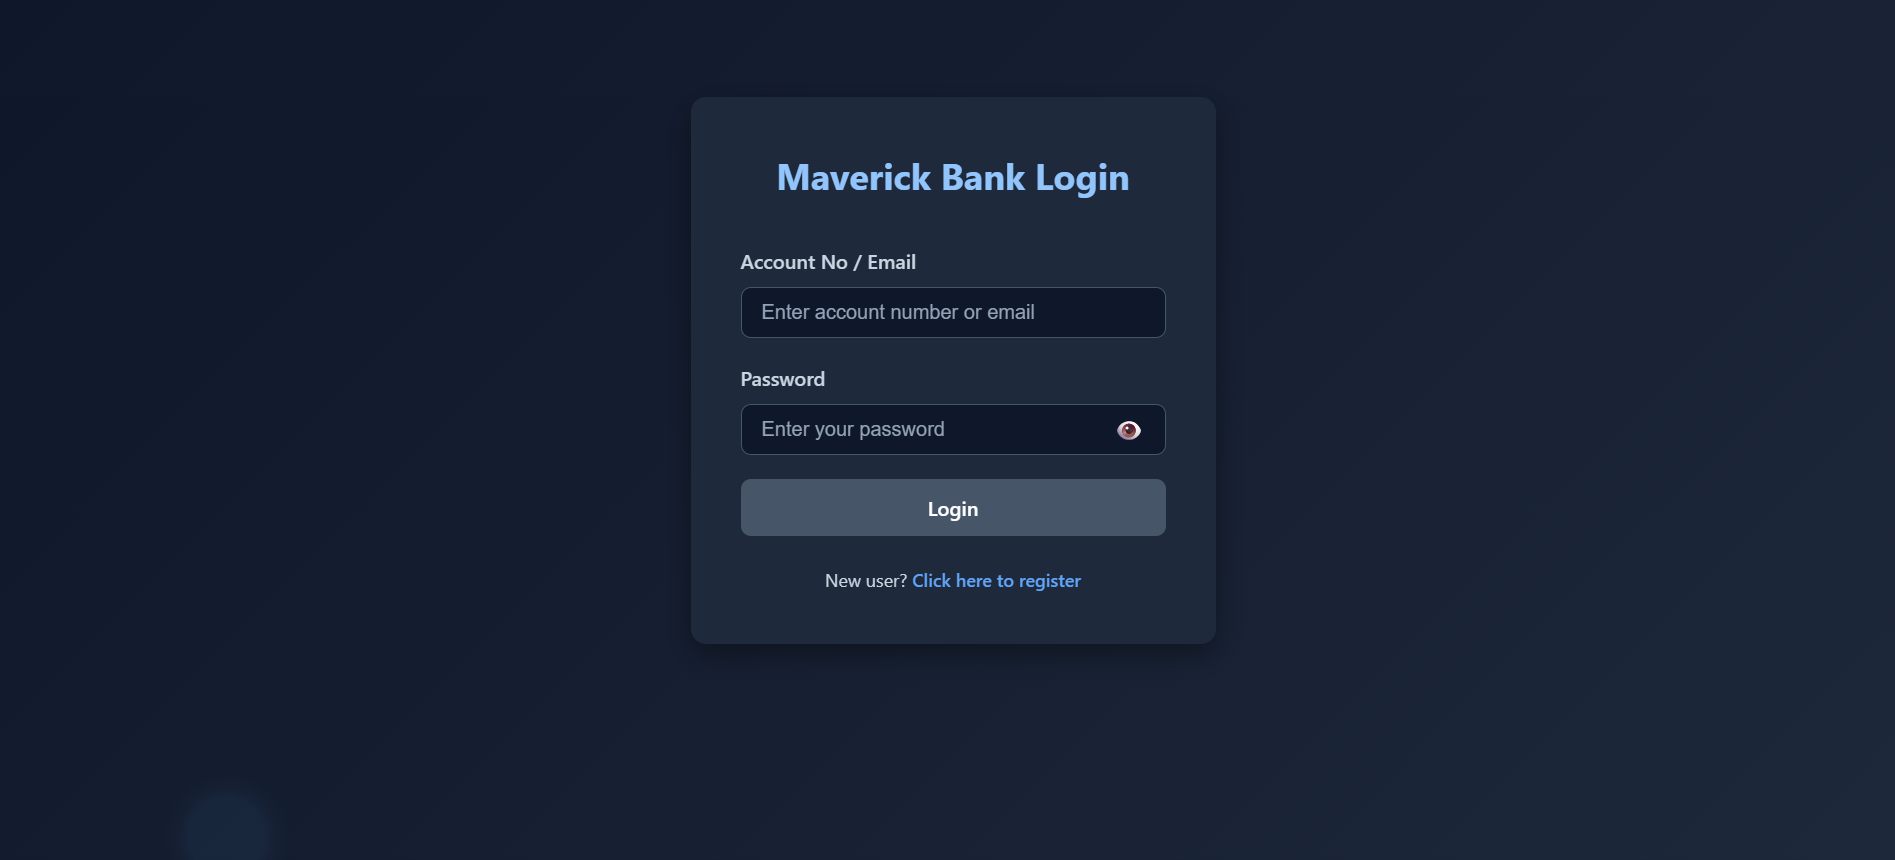 Maverick Bank Login
Account No / Email
Enter account number or email
Password
Enter your password
Login
New user? Click here to register